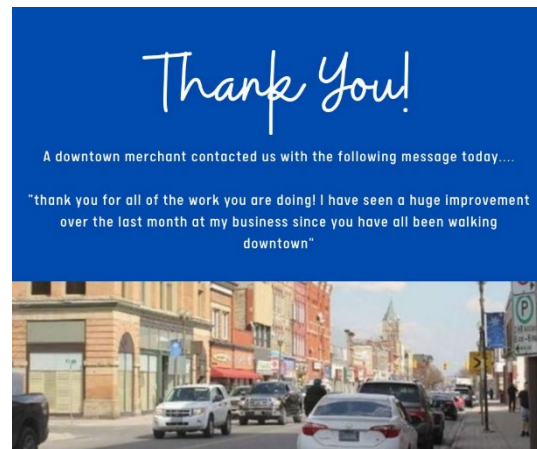 Thank You!
A downtown merchant contacted us with the following message today....
"thank you for all of the work you are doing! I have seen a huge improvement
over the last month at my business since you have all been walking
downtown"
P